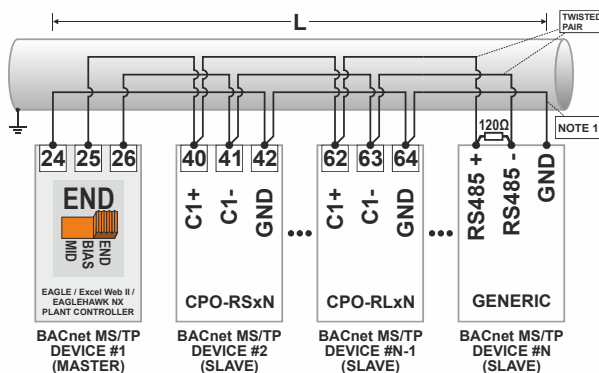 L
TWISTED
PAIR
NOTE 1
24 25 26
40 41 42
62 63 64
120Ω
END
MID
BIAS
END
EAGLE / Excel Web II /
EAGLEHAWK NX
PLANT CONTROLLER
C1+
C1-
GND
CPO-RSxN
C1+
C1-
GND
CPO-RLxN
RS485 +
RS485 -
GND
GENERIC
BACnet MS/TP
DEVICE #1
(MASTER)
BACnet MS/TP
DEVICE #2
(SLAVE)
BACnet MS/TP
DEVICE #N-1
(SLAVE)
BACnet MS/TP
DEVICE #N
(SLAVE)